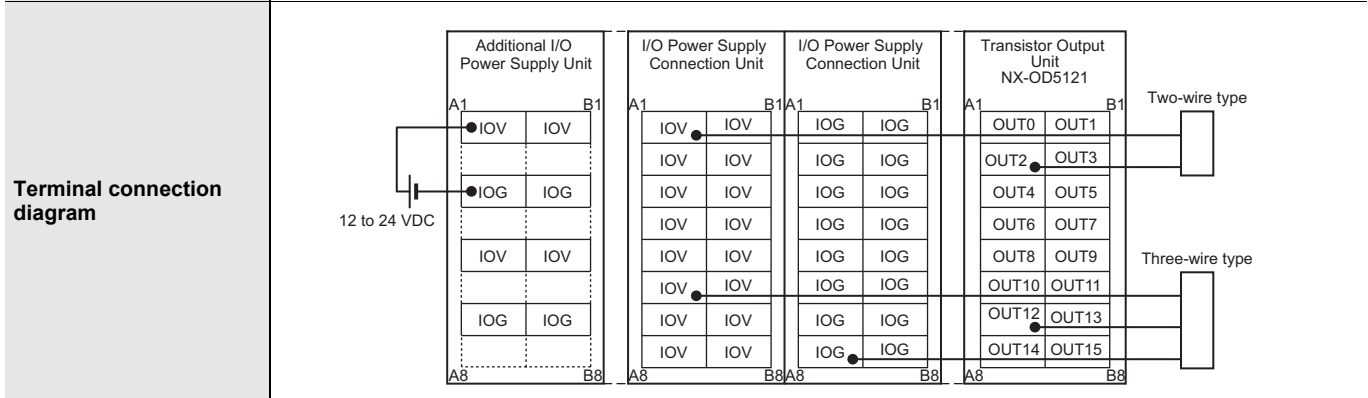 Terminal connection
diagram
Additional I/O
Power Supply Unit
I/O Power Supply
Connection Unit
I/O Power Supply
Connection Unit
Transistor Output
Unit
NX-OD5121
Two-wire type
A1 B1 A1 B1 A1 B1 A1 B1
IOV IOV IOV IOV IOG IOG OUT0 OUT1
IOV IOV IOG IOG OUT2 OUT3
IOG IOG IOV IOV IOG IOG OUT4 OUT5
12 to 24 VDC
IOV IOV IOG IOG OUT6 OUT7
IOV IOV IOV IOV IOG IOG OUT8 OUT9
Three-wire type
IOV IOV IOG IOG OUT10 OUT11
IOG IOG IOV IOV IOG IOG OUT12 OUT13
IOV IOV IOG IOG OUT14 OUT15
A8 B8 A8 B8 A8 B8 A8 B8